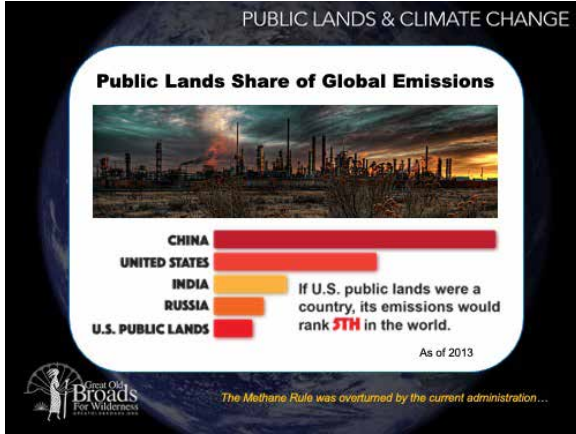 PUBLIC LANDS & CLIMATE CHANGE
Public Lands Share of Global Emissions
CHINA
UNITED STATES
INDIA
RUSSIA
U.S. PUBLIC LANDS
If U.S. public lands were a
country, its emissions would
rank 5TH in the world.
As of 2013
Great Old
Broads
For Wilderness
GREATOLDBROADS.ORG
The Methane Rule was overturned by the current administration...